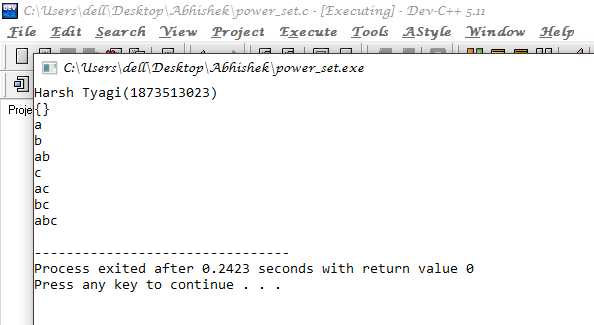 C:\Users\dell\Desktop\Abhishek\power_set.c - [Executing] - Dev-C++ 5.11
File Edit Search View Project Execute Tools AStyle Window Help
C:\Users\dell\Desktop\Abhishek\power_set.exe
Proje
Harsh Tyagi(1873513023)
{}
a
b
ab
c
ac
bc
abc
--------------------------------
Process exited after 0.2423 seconds with return value 0
Press any key to continue . . .